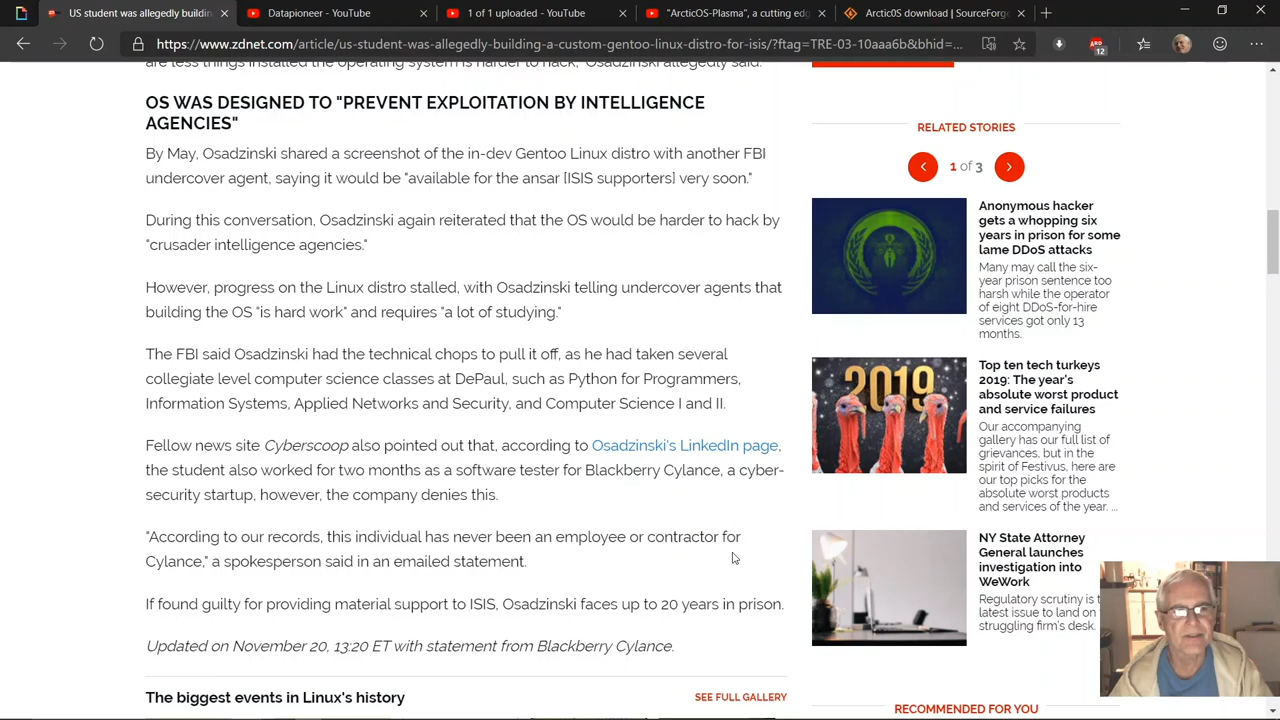 US student was allegedly buildin
Datapioneer - YouTube
1 of 1 uploaded - YouTube
"ArcticOS-Plasma", a cutting ed
Arctic0S download | SourceForg
https://www.zdnet.com/article/us-student-was-allegedly-building-a-custom-gentoo-linux-distro-for-isis/?ftag=TRE-03-10aaa6b&bhid=...
12
are less things installed the operating system is harder to hack," Osadzinski allegedly said.
OS WAS DESIGNED TO "PREVENT EXPLOITATION BY INTELLIGENCE
AGENCIES"
By May, Osadzinski shared a screenshot of the in-dev Gentoo Linux distro with another FBI
undercover agent, saying it would be "available for the ansar [ISIS supporters] very soon."
During this conversation, Osadzinski again reiterated that the OS would be harder to hack by
"crusader intelligence agencies."
However, progress on the Linux distro stalled, with Osadzinski telling undercover agents that
building the OS "is hard work" and requires "a lot of studying."
The FBI said Osadzinski had the technical chops to pull it off, as he had taken several
collegiate level computer science classes at DePaul, such as Python for Programmers,
Information Systems, Applied Networks and Security, and Computer Science I and II.
Fellow news site Cyberscoop also pointed out that, according to Osadzinski's LinkedIn page,
the student also worked for two months as a software tester for Blackberry Cylance, a cyber-
security startup, however, the company denies this.
"According to our records, this individual has never been an employee or contractor for
Cylance," a spokesperson said in an emailed statement.
If found guilty for providing material support to ISIS, Osadzinski faces up to 20 years in prison.
Updated on November 20, 13:20 ET with statement from Blackberry Cylance.
The biggest events in Linux's history
SEE FULL GALLERY
RELATED STORIES
1 of 3
Anonymous hacker
gets a whopping six
years in prison for some
lame DDoS attacks
Many may call the six-
year prison sentence too
harsh while the operator
of eight DDoS-for-hire
services got only 13
months.
2019
Top ten tech turkeys
2019: The year's
absolute worst product
and service failures
Our accompanying
gallery has our full list of
grievances, but in the
spirit of Festivus, here are
our top picks for the
absolute worst products
and services of the year. ...
NY State Attorney
General launches
investigation into
WeWork
Regulatory scrutiny is t
latest issue to land on
struggling firm's desk.
RECOMMENDED FOR YOU